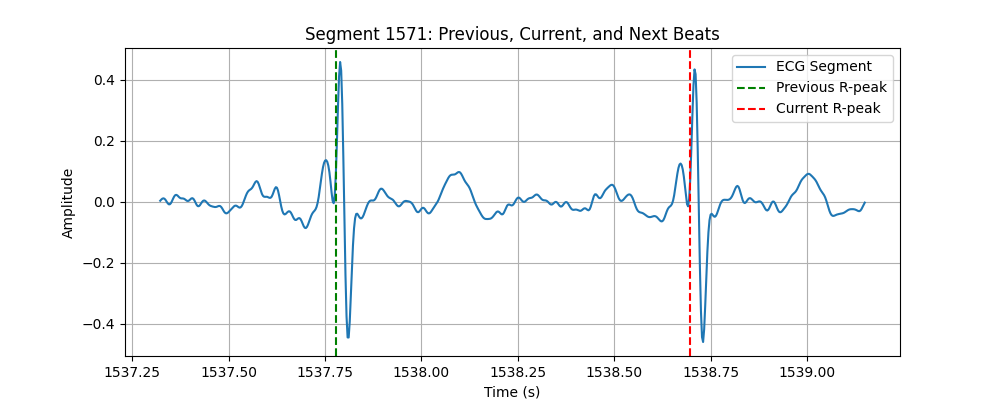 Segment 1571: Previous, Current, and Next Beats
ECG Segment
Previous R-peak
Current R-peak
Amplitude
0.4
0.2
0.0
−0.2
−0.4
1537.25 1537.50 1537.75 1538.00 1538.25 1538.50 1538.75 1539.00
Time (s)